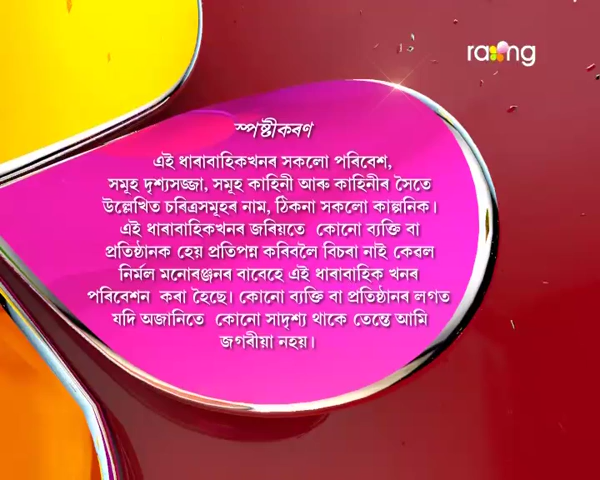 rang
স্পষ্টীকৰণ
এই ধাৰাবাহিকখনৰ সকলো পৰিবেশ,
সমূহ দৃশ্যসজ্জা, সমূহ কাহিনী আৰু কাহিনীৰ সৈতে
উল্লেখিত চৰিত্ৰসমূহৰ নাম, ঠিকনা সকলো কাল্পনিক।
এই ধাৰাবাহিকখনৰ জৰিয়তে কোনো ব্যক্তি বা
প্ৰতিষ্ঠানক হেয় প্ৰতিপন্ন কৰিবলৈ বিচৰা নাই কেৱল
নিৰ্মল মনোৰঞ্জনৰ বাবেহে এই ধাৰাবাহিক খনৰ
পৰিবেশন কৰা হৈছে। কোনো ব্যক্তি বা প্ৰতিষ্ঠানৰ লগত
যদি অজানিতে কোনো সাদৃশ্য থাকে তেন্তে আমি
জগৰীয়া নহয়।